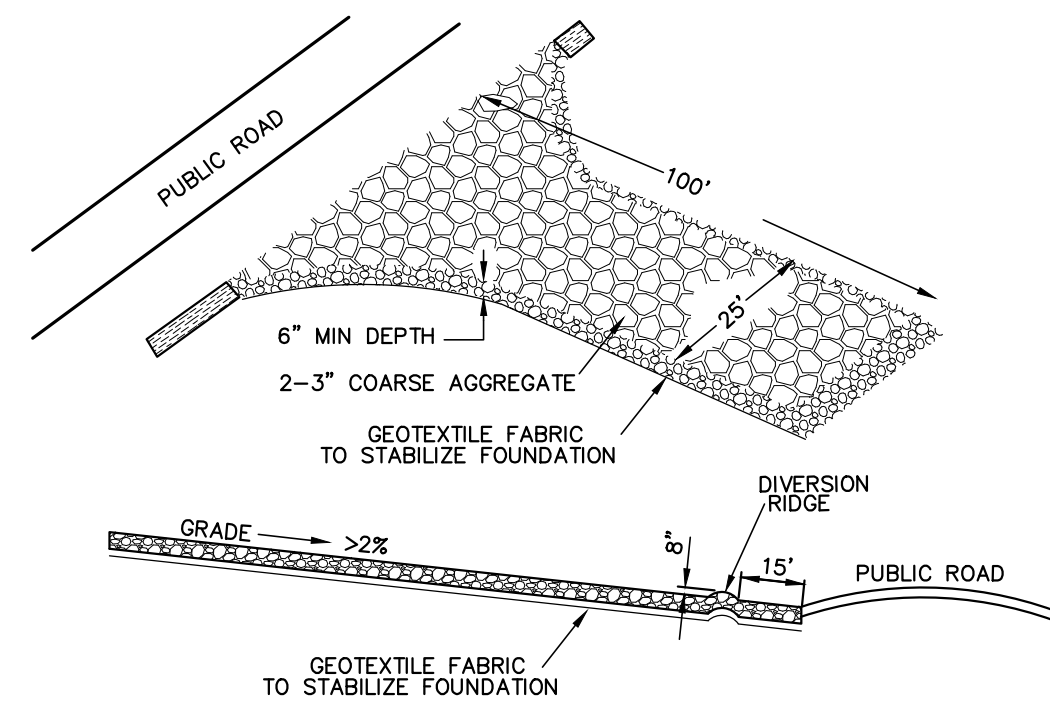 PUBLIC ROAD
100'
25'
6" MIN DEPTH
2-3" COARSE AGGREGATE
GEOTEXTILE FABRIC
TO STABILIZE FOUNDATION
DIVERSION
RIDGE
GRADE
>2%
8"
15'
PUBLIC ROAD
GEOTEXTILE FABRIC
TO STABILIZE FOUNDATION